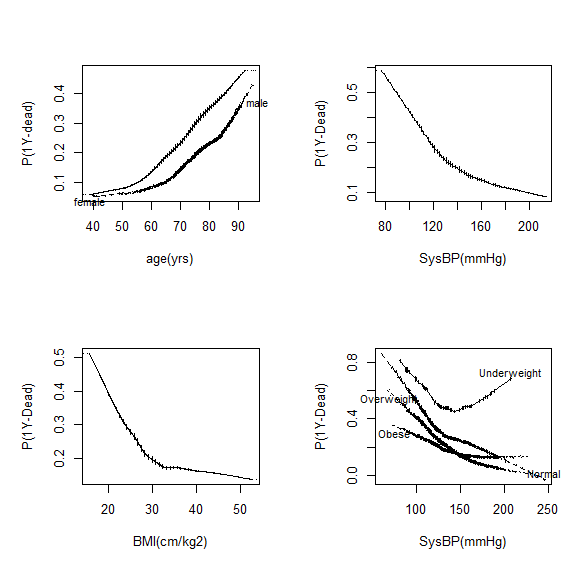 P(1Y-dead)
0.1 0.2 0.3 0.4
male
female
40 50 60 70 80 90
age(yrs)
P(1Y-Dead)
0.1 0.3 0.5
80 120 160 200
SysBP(mmHg)
P(1Y-Dead)
0.2 0.3 0.4 0.5
20 30 40 50
BMI(cm/kg2)
P(1Y-Dead)
0.0 0.4 0.8
Underweight
Overweight
Obese
Normal
100 150 200 250
SysBP(mmHg)